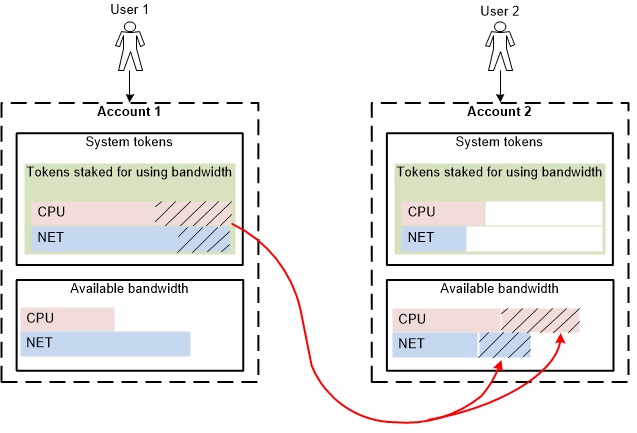 User 1
Account 1
System tokens
Tokens staked for using bandwidth
CPU
NET
Available bandwidth
CPU
NET
User 2
Account 2
System tokens
Tokens staked for using bandwidth
CPU
NET
Available bandwidth
CPU
NET